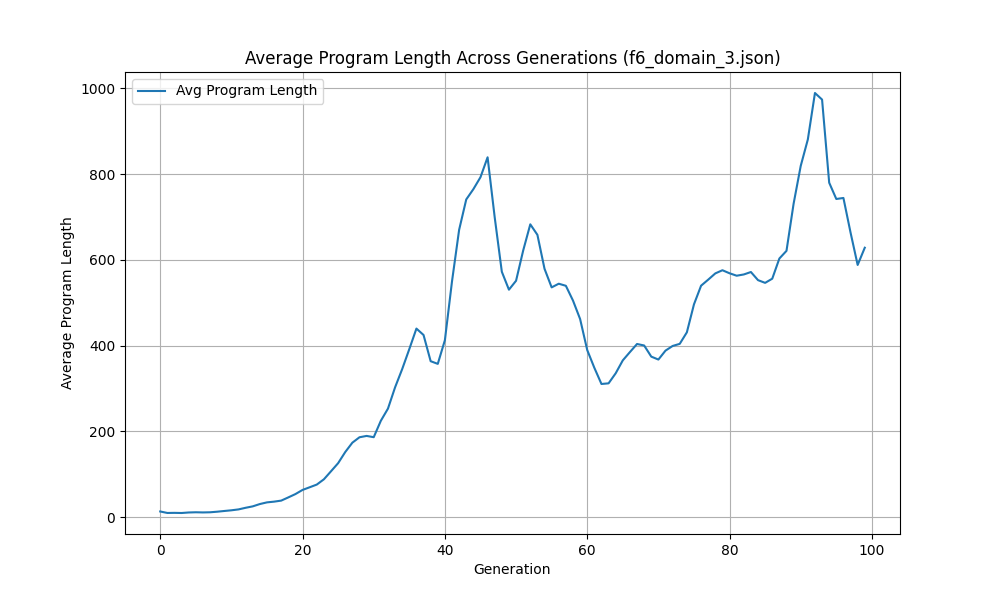 Average Program Length Across Generations (f6_domain_3.json)
Avg Program Length
1000
800
600
400
200
0
Average Program Length
0 20 40 60 80 100
Generation